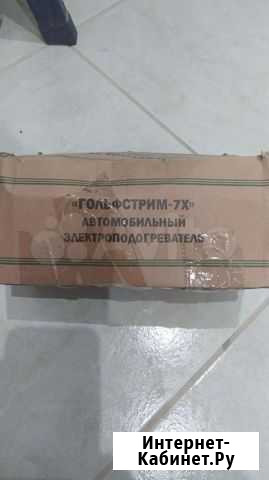 «ГОЛЬФСТРИМ-7Х»
АВТОМОБИЛЬНЫЙ
ЭЛЕКТРОПОДОГРЕВАТЕЛЬ
Интернет-
Кабинет.Ру